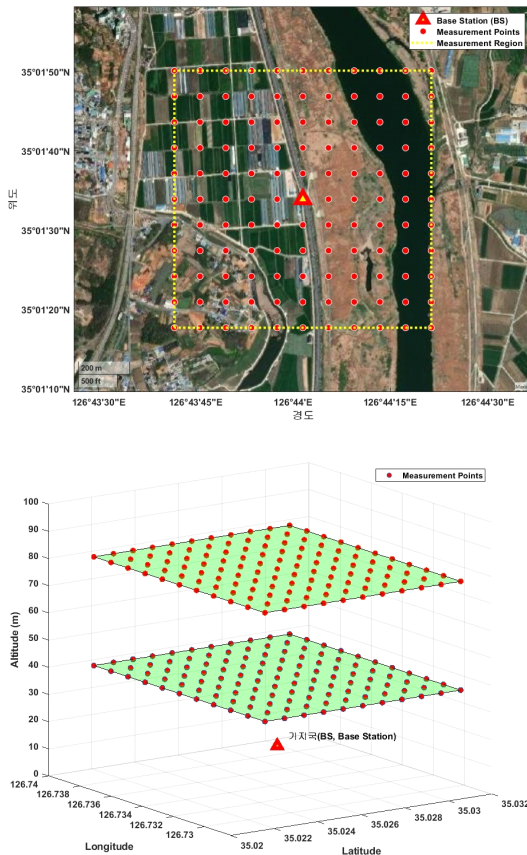 Base Station (BS)
Measurement Points
Measurement Region
35°01'50"N
35°01'40"N
35°01'30"N
35°01'20"N
35°01'10"N
위도
200 m
500 ft
126°43'30"E 126°43'45"E 126°44'E 126°44'15"E 126°44'30"E
경도
Measurement Points
100
90
80
70
60
50
40
30
20
10
0
Altitude (m)
기지국(BS, Base Station)
126.74
126.738
126.736
126.734
126.732
126.73
Longitude
35.02
35.022
35.024
35.026
35.028
35.03
35.032
Latitude